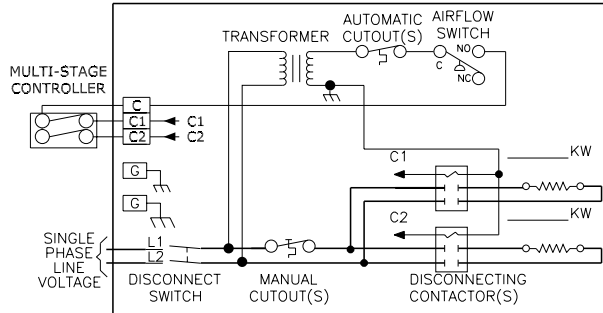 AUTOMATIC
CUTOUT(S)
AIRFLOW
SWITCH
TRANSFORMER
NO
C
NC
MULTI-STAGE
CONTROLLER
C
C1
C1
C2
C2
G
G
C1
KW
C2
KW
SINGLE
PHASE
LINE
VOLTAGE
L1
L2
DISCONNECT
SWITCH
MANUAL
CUTOUT(S)
DISCONNECTING
CONTACTOR(S)